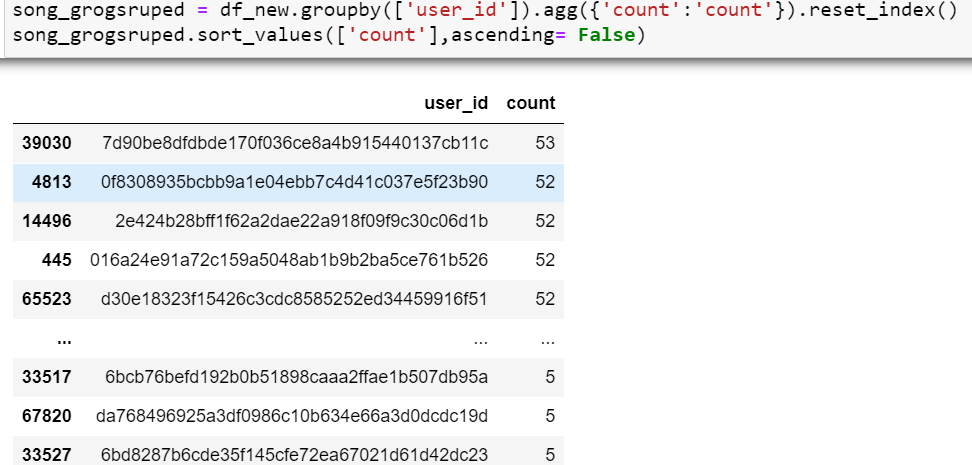 song_grogsruped = df_new.groupby(['user_id']).agg({'count':'count'}).reset_index()
song_grogsruped.sort_values(['count'],ascending= False)
user_id count
39030 7d90be8dfdbde170f036ce8a4b915440137cb11c 53
4813 0f8308935bcbb9a1e04ebb7c4d41c037e5f23b90 52
14496 2e424b28bff1f62a2dae22a918f09f9c30c06d1b 52
445 016a24e91a72c159a5048ab1b9b2ba5ce761b526 52
65523 d30e18323f15426c3cdc8585252ed34459916f51 52
... ... ...
33517 6bcb76befd192b0b51898caaa2ffae1b507db95a 5
67820 da768496925a3df0986c10b634e66a3d0dcdc19d 5
33527 6bd8287b6cde35f145cfe72ea67021d61d42dc23 5